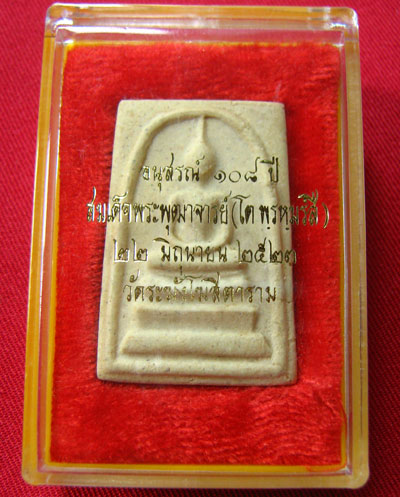 อนุสรณ์ ๑๐๘ ปี
สมเด็จพระพุฒาจารย์ (โต พฺรหฺมรํสี)
๒๒ มิถุนายน ๒๕๒๓
วัดระฆังโฆสิตาราม